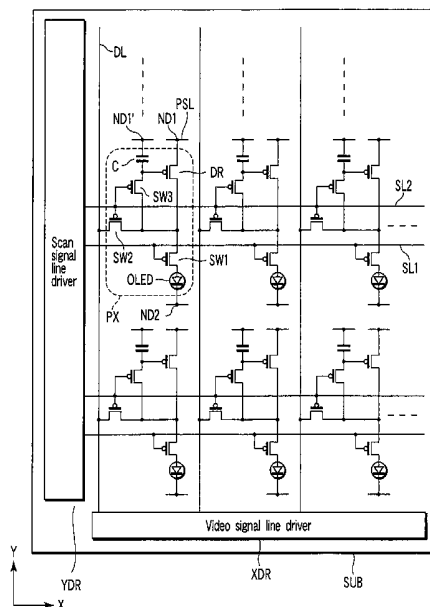 DL
ND1' ND1 PSL
C DR
SW3
SL2
SW2 SW1 SL1
OLED
PX ND2
Scan signal line driver
Video signal line driver
Y
X YDR XDR SUB